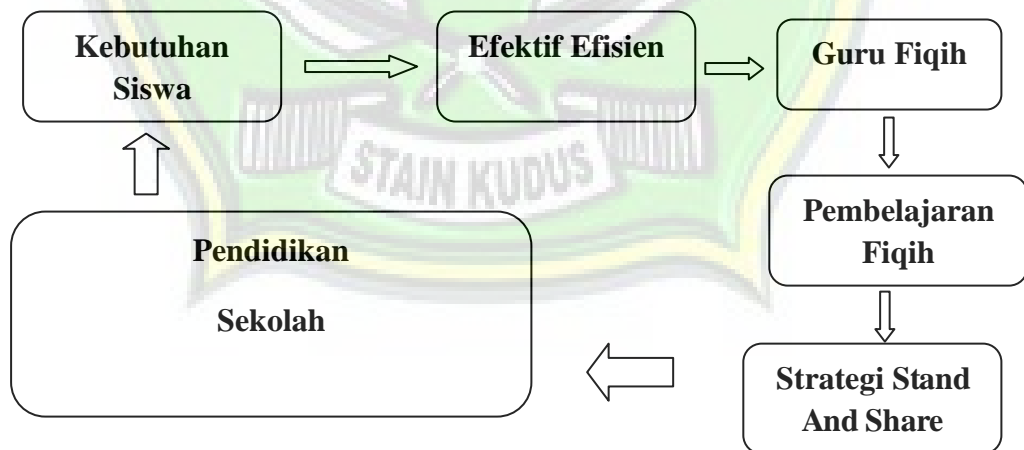 Kebutuhan
Siswa
Efektif Efisien
Guru Fiqih
STAIN KUDUS
Pembelajaran
Fiqih
Pendidikan
Sekolah
Strategi Stand
And Share